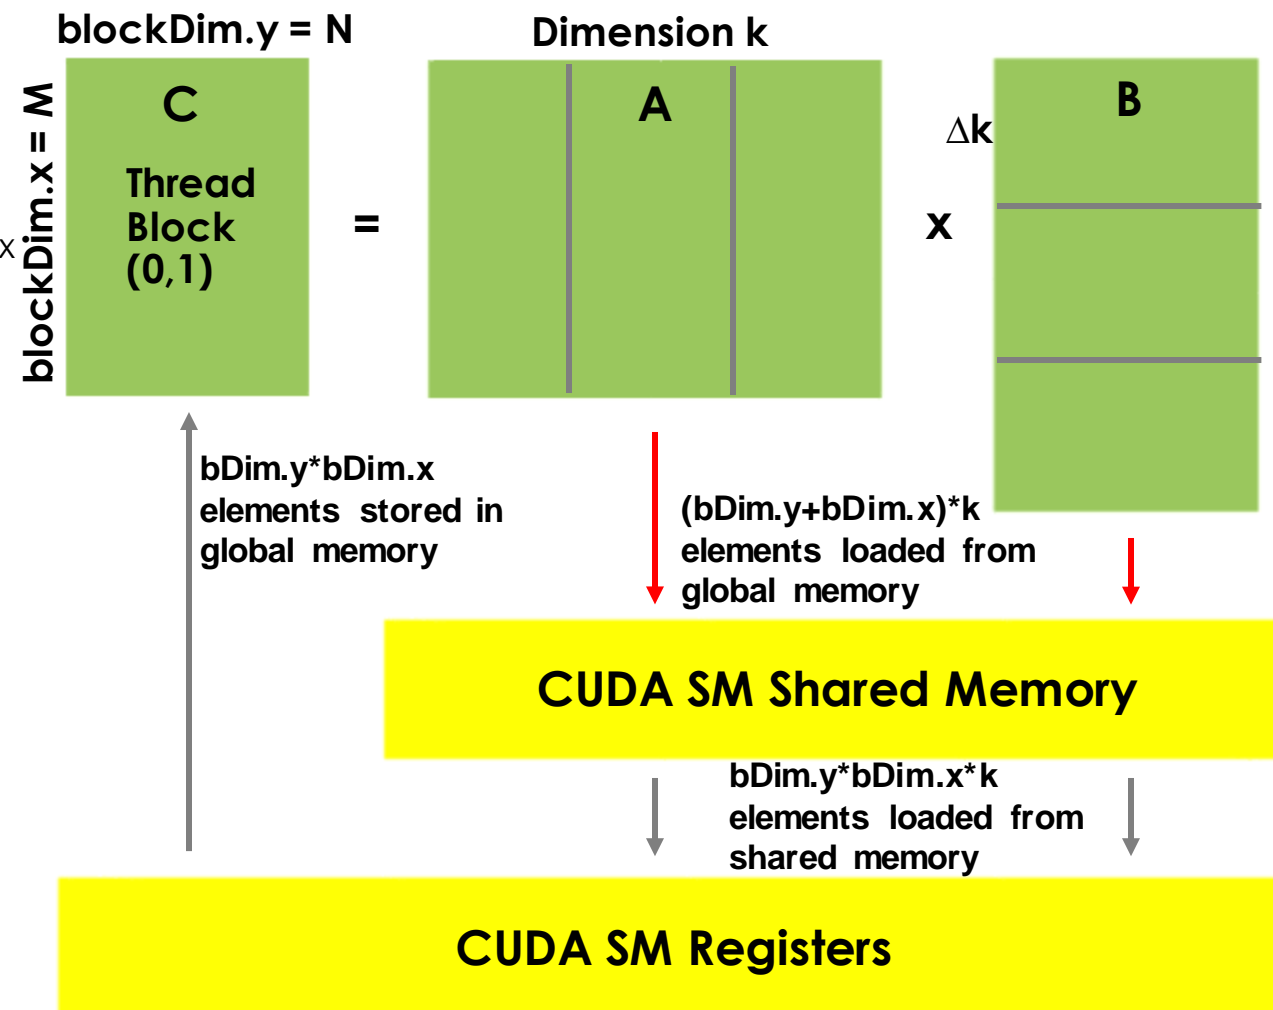 blockDim.y = N
Dimension k
C
A
B
Δk
blockDim.x = M
x
Thread
Block
(0,1)
=
x
bDim.y*bDim.x
elements stored in
global memory
(bDim.y+bDim.x)*k
elements loaded from
global memory
CUDA SM Shared Memory
bDim.y*bDim.x*k
elements loaded from
shared memory
CUDA SM Registers